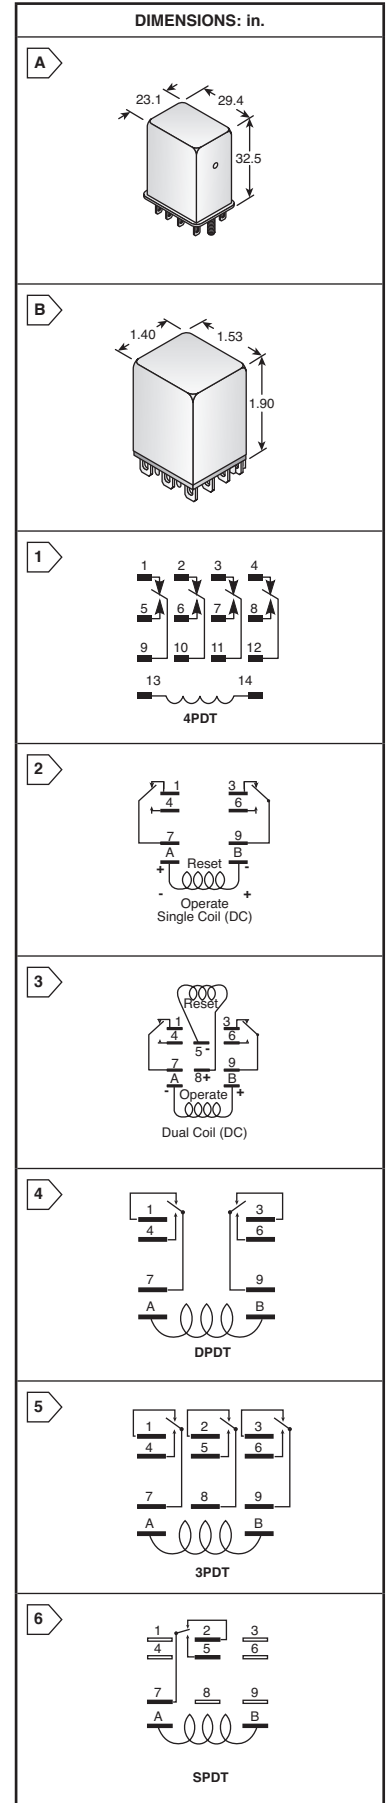 DIMENSIONS: in.
A
23.1 29.4
32.5
B
1.40 1.53
1.90
1
1 2 3 4
5 6 7 8
9 10 11 12
13 14
4PDT
2
1 3
4 6
7 9
A B
Reset
+ -
- +
Operate
Single Coil (DC)
3
Reset
1 3
4 6
5 -
7 9
A 8+ B
- Operate +
Dual Coil (DC)
4
1 3
4 6
7 9
A B
DPDT
5
1 2 3
4 5 6
7 8 9
A B
3PDT
6
1 2 3
4 5 6
7 8 9
A B
SPDT